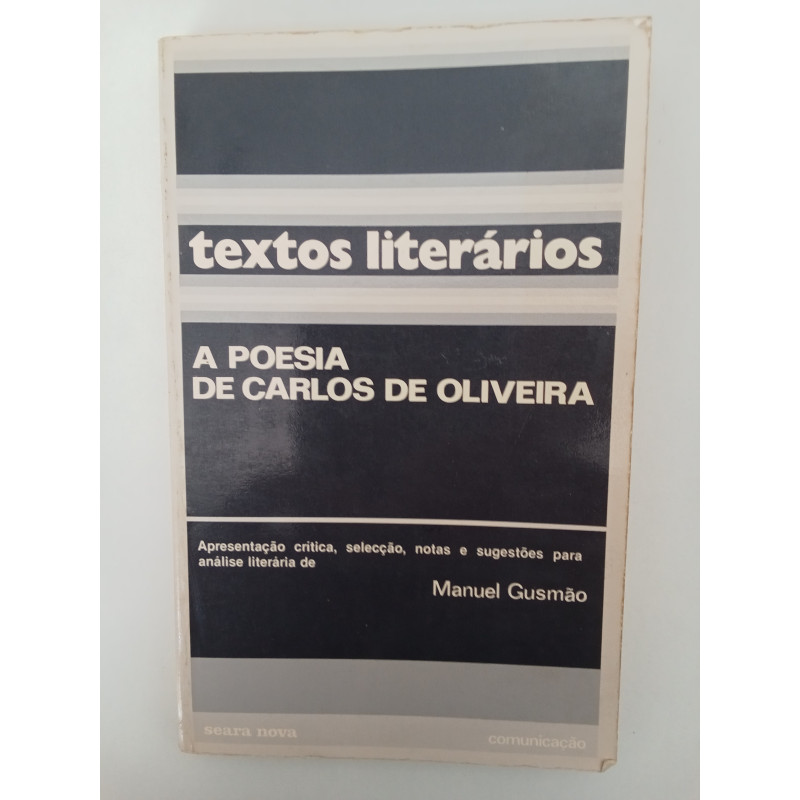 textos literários
A POESIA
DE CARLOS DE OLIVEIRA
Apresentação crítica, selecção, notas e sugestões para
análise literária de
Manuel Gusmão
seara nova
comunicação